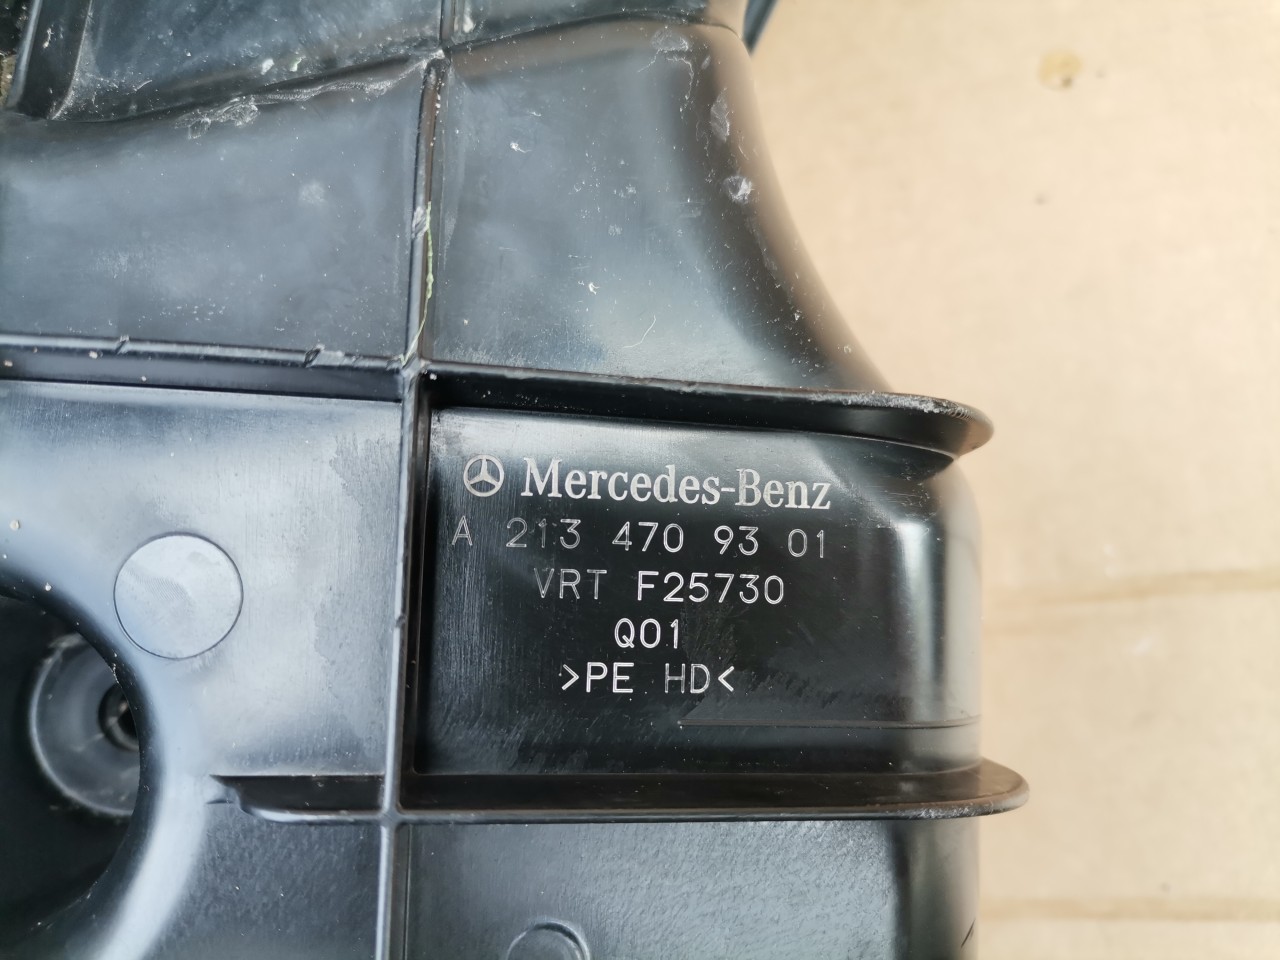 Mercedes-Benz
A 213 470 93 01
VRT F25730
Q01
>PE HD<